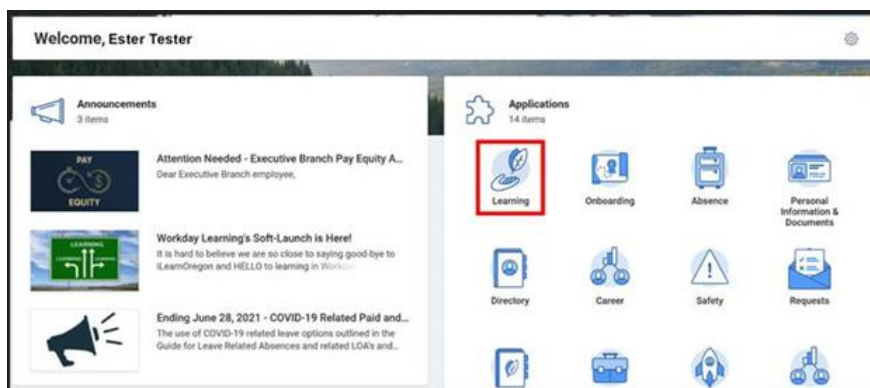 Welcome, Ester Tester
Announcements
3 items
PAY
EQUITY
Attention Needed - Executive Branch Pay Equity A...
Dear Executive Branch employee,
LEARNING
Workday Learning's Soft-Launch is Here!
It is hard to believe we are so close to saying good-bye to
iLearnOregon and HELLO to learning in Workday
Ending June 28, 2021 - COVID-19 Related Paid and...
The use of COVID-19 related leave options outlined in the
Guide for Leave Related Absences and related LOA's and...
Applications
14 items
Learning
Onboarding
Absence
Personal
Information &
Documents
Directory
Career
Safety
Requests